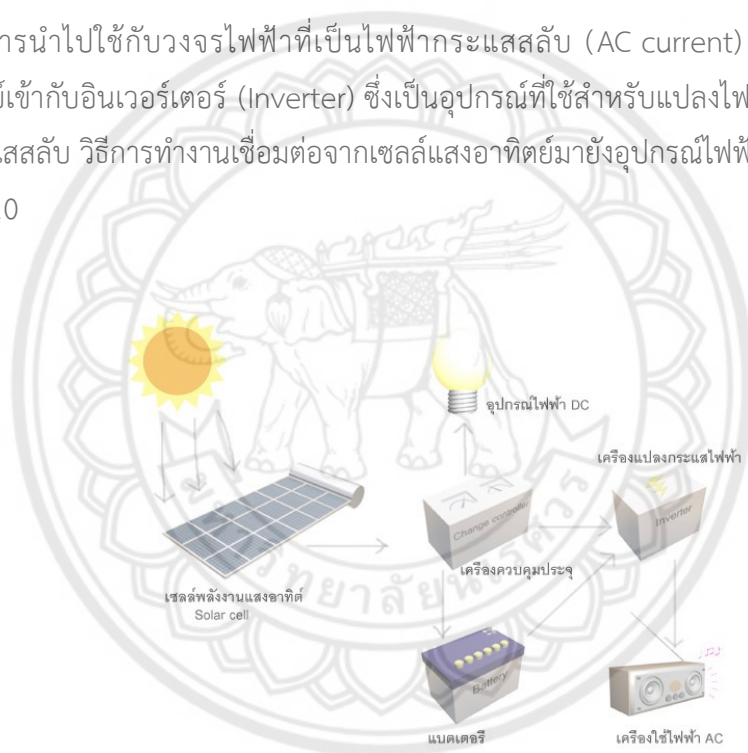 ารนำไปใช้กับวงจรไฟฟ้าที่เป็นไฟฟ้ากระแสสลับ (AC current)
ย์เข้ากับอินเวอร์เตอร์ (Inverter) ซึ่งเป็นอุปกรณ์ที่ใช้สำหรับแปลงไฟ
เสสลับ วิธีการทำงานเชื่อมต่อจากเซลล์แสงอาทิตย์มายังอุปกรณ์ไฟฟ้
.0
อุปกรณ์ไฟฟ้า DC
เครื่องแปลงกระแสไฟฟ้า
Change controller
Inverter
เครื่องควบคุมประจุ
เซลล์พลังงานแสงอาทิต์
Solar cell
Battery
แบตเตอรี่
เครื่องใช้ไฟฟ้า AC